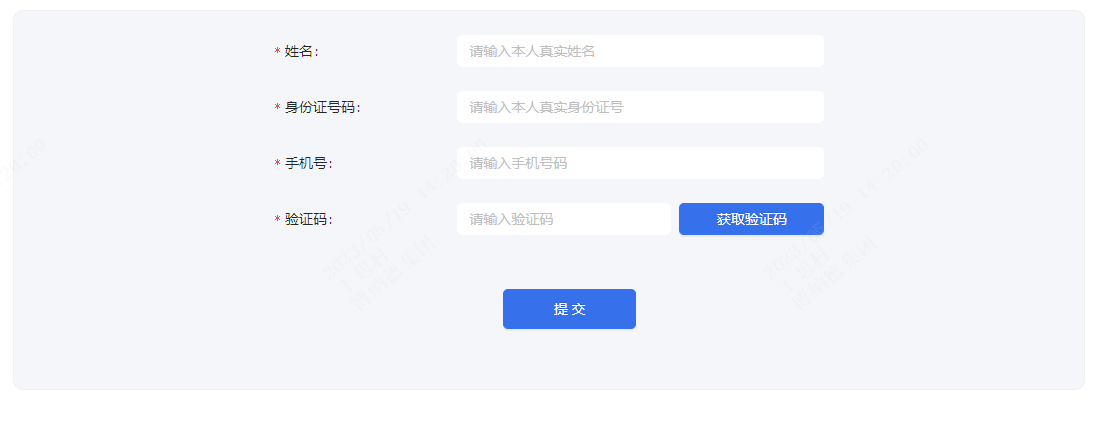 * 姓名：
请输入本人真实姓名
* 身份证号码：
请输入本人真实身份证号
* 手机号：
请输入手机号码
* 验证码：
请输入验证码
获取验证码
提 交